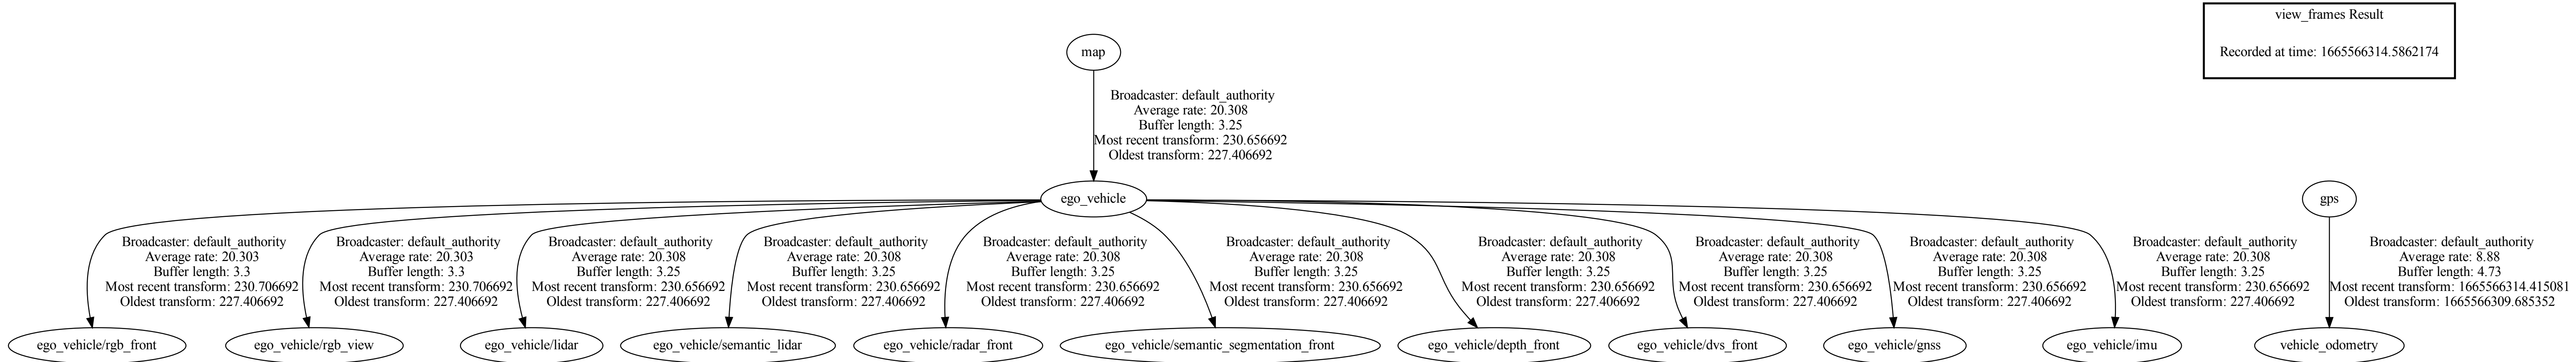 view_frames Result
Recorded at time: 1665566314.5862174
map
Broadcaster: default_authority
Average rate: 20.308
Buffer length: 3.25
Most recent transform: 230.656692
Oldest transform: 227.406692
ego_vehicle
gps
Broadcaster: default_authority
Average rate: 20.303
Buffer length: 3.3
Most recent transform: 230.706692
Oldest transform: 227.406692
Broadcaster: default_authority
Average rate: 20.303
Buffer length: 3.3
Most recent transform: 230.706692
Oldest transform: 227.406692
Broadcaster: default_authority
Average rate: 20.308
Buffer length: 3.25
Most recent transform: 230.656692
Oldest transform: 227.406692
Broadcaster: default_authority
Average rate: 20.308
Buffer length: 3.25
Most recent transform: 230.656692
Oldest transform: 227.406692
Broadcaster: default_authority
Average rate: 20.308
Buffer length: 3.25
Most recent transform: 230.656692
Oldest transform: 227.406692
Broadcaster: default_authority
Average rate: 20.308
Buffer length: 3.25
Most recent transform: 230.656692
Oldest transform: 227.406692
Broadcaster: default_authority
Average rate: 20.308
Buffer length: 3.25
Most recent transform: 230.656692
Oldest transform: 227.406692
Broadcaster: default_authority
Average rate: 20.308
Buffer length: 3.25
Most recent transform: 230.656692
Oldest transform: 227.406692
Broadcaster: default_authority
Average rate: 20.308
Buffer length: 3.25
Most recent transform: 230.656692
Oldest transform: 227.406692
Broadcaster: default_authority
Average rate: 20.308
Buffer length: 3.25
Most recent transform: 230.656692
Oldest transform: 227.406692
Broadcaster: default_authority
Average rate: 8.88
Buffer length: 4.73
Most recent transform: 1665566314.415081
Oldest transform: 1665566309.685352
ego_vehicle/rgb_front
ego_vehicle/rgb_view
ego_vehicle/lidar
ego_vehicle/semantic_lidar
ego_vehicle/radar_front
ego_vehicle/semantic_segmentation_front
ego_vehicle/depth_front
ego_vehicle/dvs_front
ego_vehicle/gnss
ego_vehicle/imu
vehicle_odometry